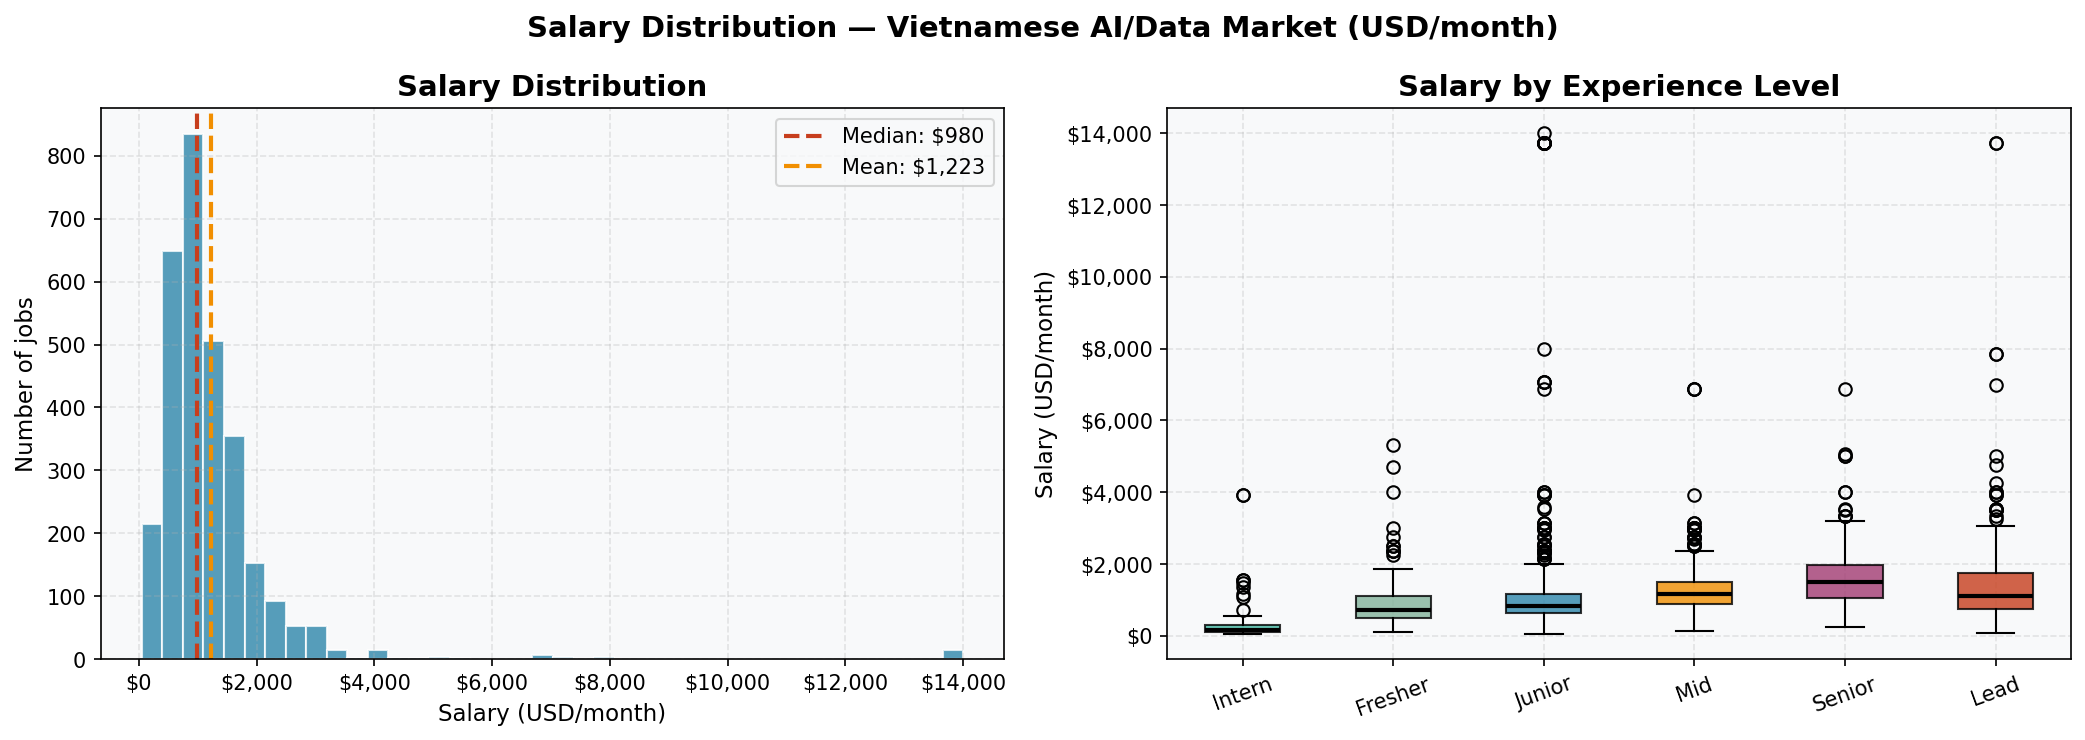 Salary Distribution — Vietnamese AI/Data Market (USD/month)
Salary Distribution
Median: $980
Mean: $1,223
Number of jobs
800
700
600
500
400
300
200
100
0
$0 $2,000 $4,000 $6,000 $8,000 $10,000 $12,000 $14,000
Salary (USD/month)
Salary by Experience Level
Salary (USD/month)
$14,000
$12,000
$10,000
$8,000
$6,000
$4,000
$2,000
$0
Intern Fresher Junior Mid Senior Lead